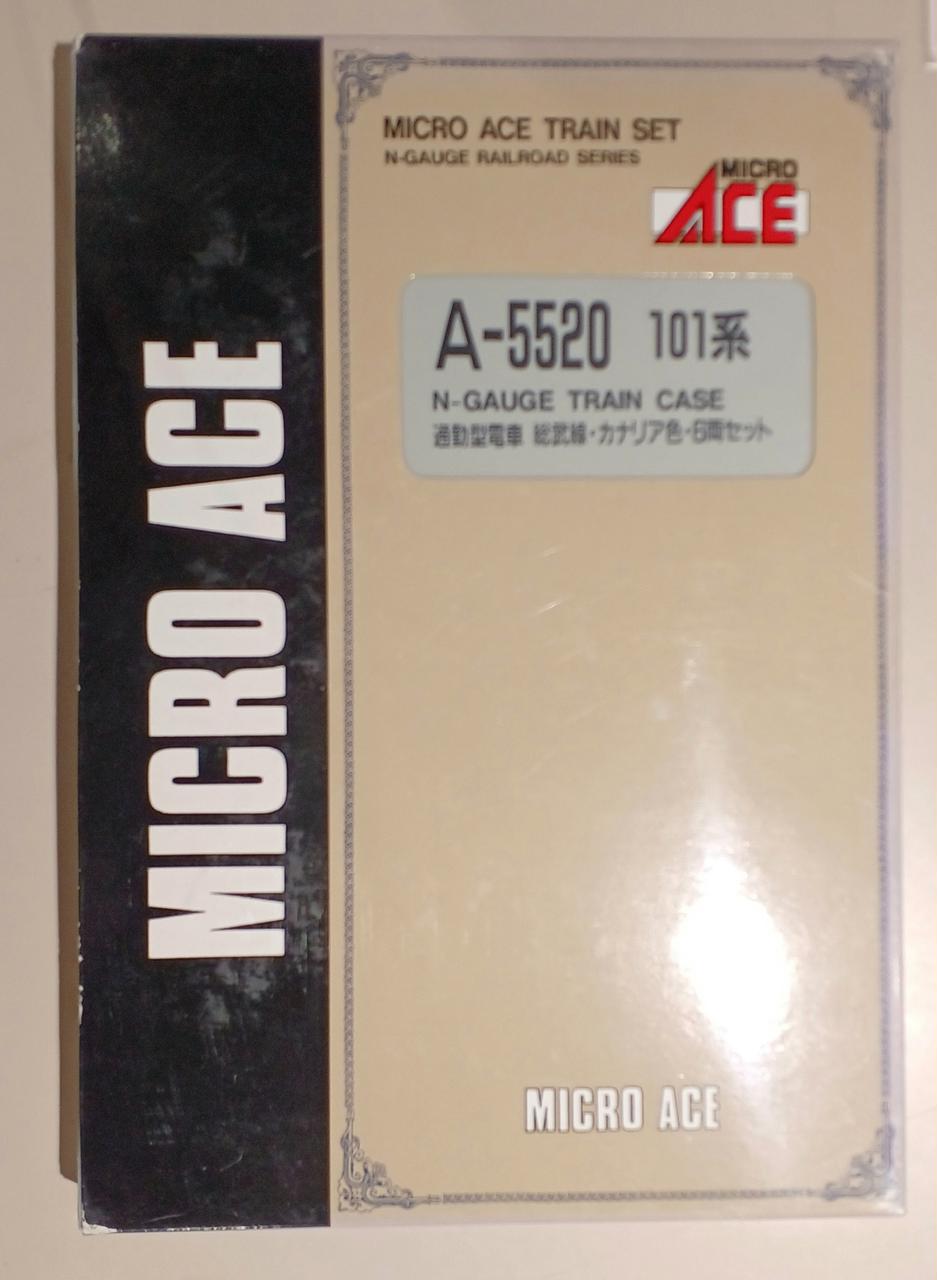 MICRO ACE
MICRO ACE TRAIN SET
N-GAUGE RAILROAD SERIES
MICRO
ACE
A-5520 101系
N-GAUGE TRAIN CASE
通勤型電車 総武線・カナリア色・6両セット
MICRO ACE